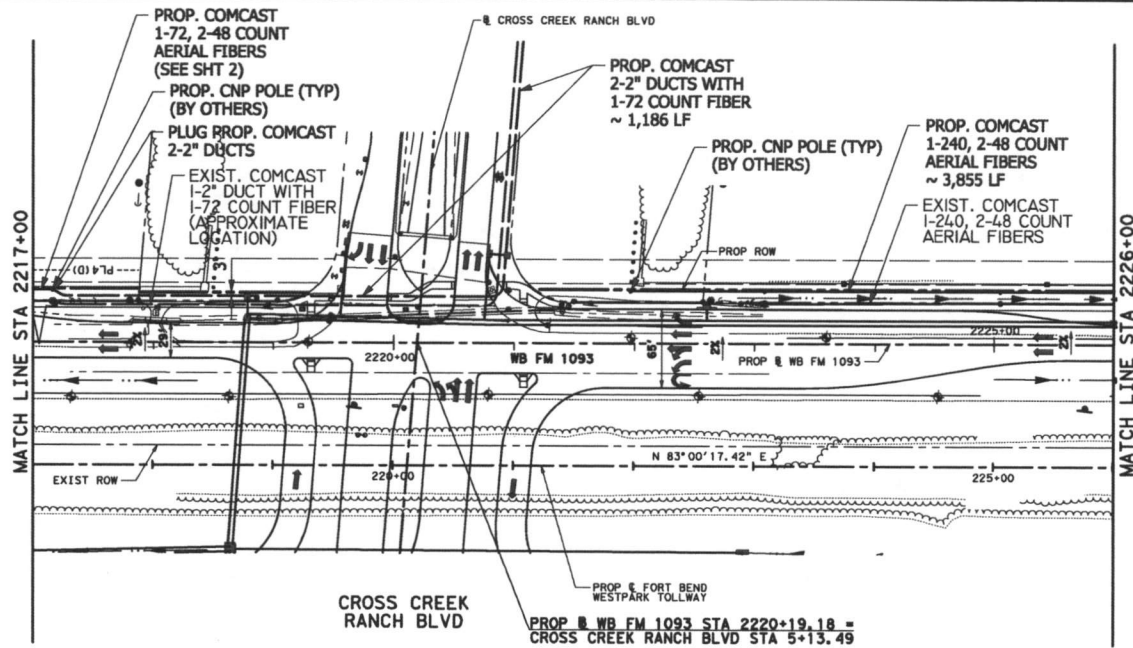 PROP. COMCAST
1-72, 2-48 COUNT
AERIAL FIBERS
(SEE SHT 2)
PROP. CNP POLE (TYP)
(BY OTHERS)
PLUG PROP. COMCAST
2-2" DUCTS
EXIST. COMCAST
1-2" DUCT WITH
1-72 COUNT FIBER
(APPROXIMATE
LOCATION)
CROSS CREEK RANCH BLVD
PROP. COMCAST
2-2" DUCTS WITH
1-72 COUNT FIBER
~ 1,186 LF
PROP. CNP POLE (TYP)
(BY OTHERS)
PROP. COMCAST
1-240, 2-48 COUNT
AERIAL FIBERS
~ 3,855 LF
EXIST. COMCAST
1-240, 2-48 COUNT
AERIAL FIBERS
MATCH LINE STA 2217+00
PL4(D)
3'
PROP ROW
MATCH LINE STA 2226+00
2%
29'
2220+00
WB FM 1093
65'
2%
PROP WB FM 1093
2225+00
2%
EXIST ROW
220+00
N 83°00'17.42" E
225+00
CROSS CREEK
RANCH BLVD
PROP FORT BEND
WESTPARK TOLLWAY
PROP WB FM 1093 STA 2220+19.18 =
CROSS CREEK RANCH BLVD STA 5+13.49